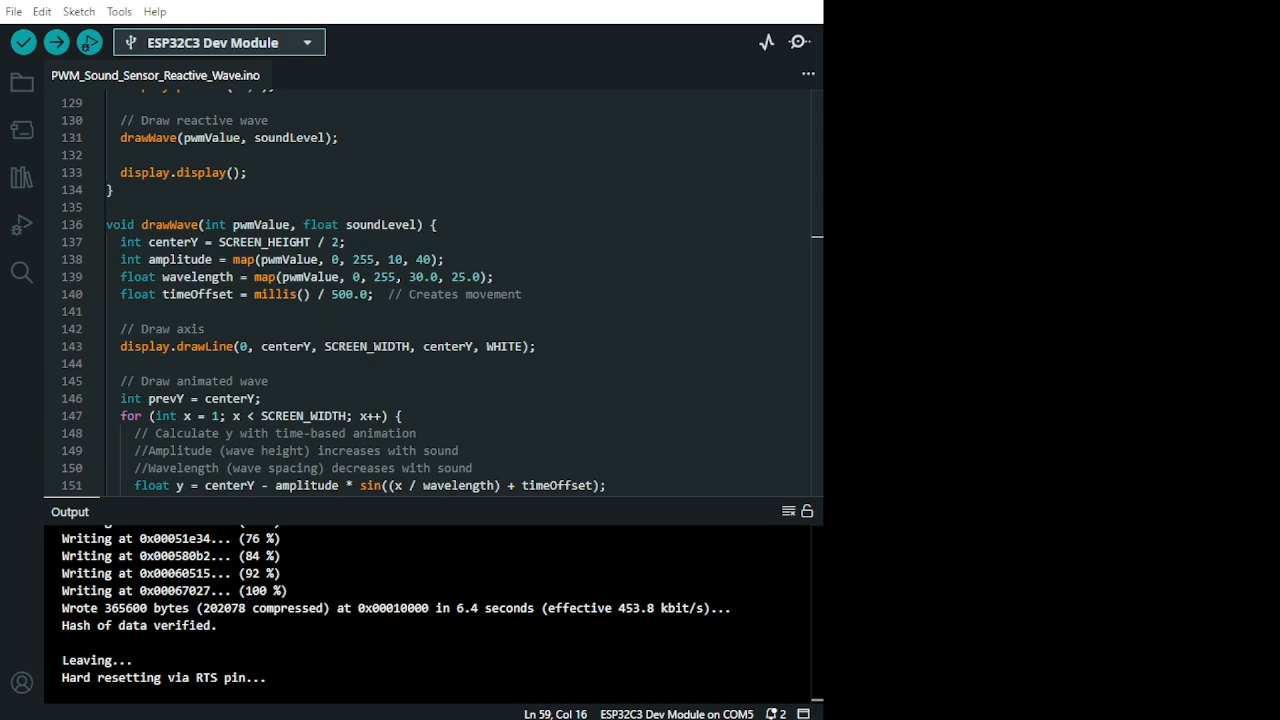 File Edit Sketch Tools Help
ESP32C3 Dev Module
PWM_Sound_Sensor_Reactive_Wave.ino
129
130 // Draw reactive wave
131 drawWave(pwmValue, soundLevel);
132
133 display.display();
134 }
135
136 void drawWave(int pwmValue, float soundLevel) {
137 int centerY = SCREEN_HEIGHT / 2;
138 int amplitude = map(pwmValue, 0, 255, 10, 40);
139 float wavelength = map(pwmValue, 0, 255, 30.0, 25.0);
140 float timeOffset = millis() / 500.0; // Creates movement
141
142 // Draw axis
143 display.drawLine(0, centerY, SCREEN_WIDTH, centerY, WHITE);
144
145 // Draw animated wave
146 int prevY = centerY;
147 for (int x = 1; x < SCREEN_WIDTH; x++) {
148 // Calculate y with time-based animation
149 //Amplitude (wave height) increases with sound
150 //Wavelength (wave spacing) decreases with sound
151 float y = centerY - amplitude * sin((x / wavelength) + timeOffset);
Output
Writing at 0x00051e34... (76 %)
Writing at 0x000580b2... (84 %)
Writing at 0x00060515... (92 %)
Writing at 0x00067027... (100 %)
Wrote 365600 bytes (202078 compressed) at 0x00010000 in 6.4 seconds (effective 453.8 kbit/s)...
Hash of data verified.
Leaving...
Hard resetting via RTS pin...
Ln 59, Col 16 ESP32C3 Dev Module on COM5 2